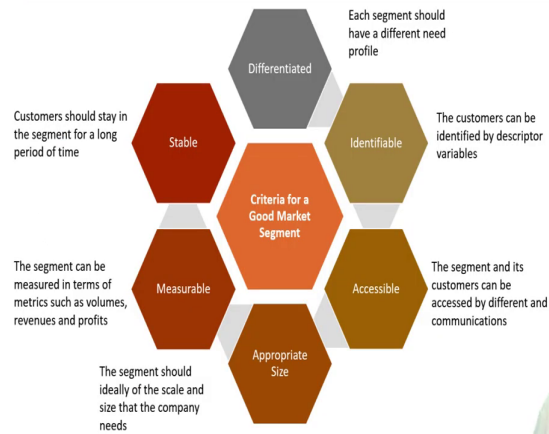 Each segment should
have a different need
profile
Differentiated
Customers should stay in
the segment for a long
period of time
Stable
Identifiable
The customers can be
identified by descriptor
variables
Criteria for a
Good Market
Segment
The segment can be
measured in terms of
metrics such as volumes,
revenues and profits
Measurable
Accessible
The segment and its
customers can be
accessed by different and
communications
Appropriate
Size
The segment should
ideally of the scale and
size that the company
needs